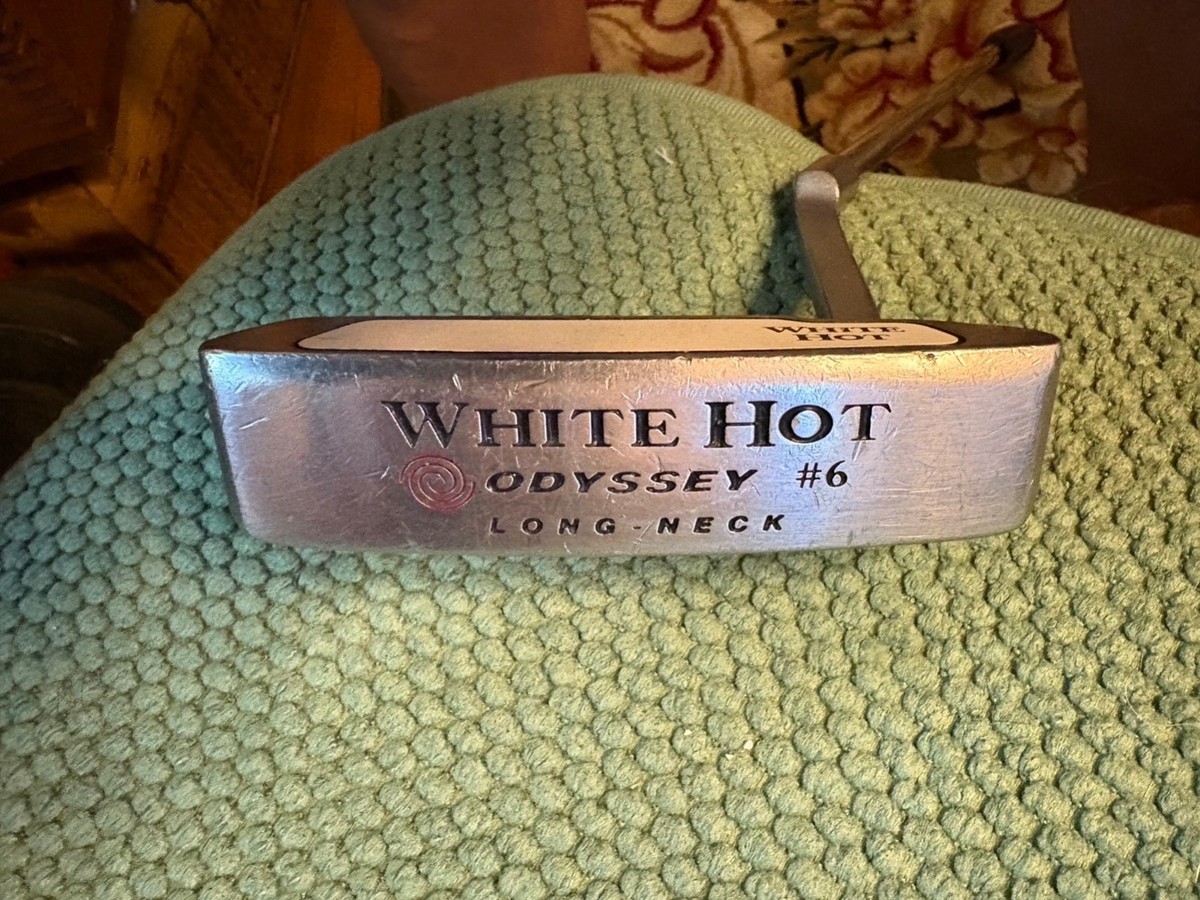 WHITE
HOT
WHITE HOT
ODYSSEY #6
LONG-NECK